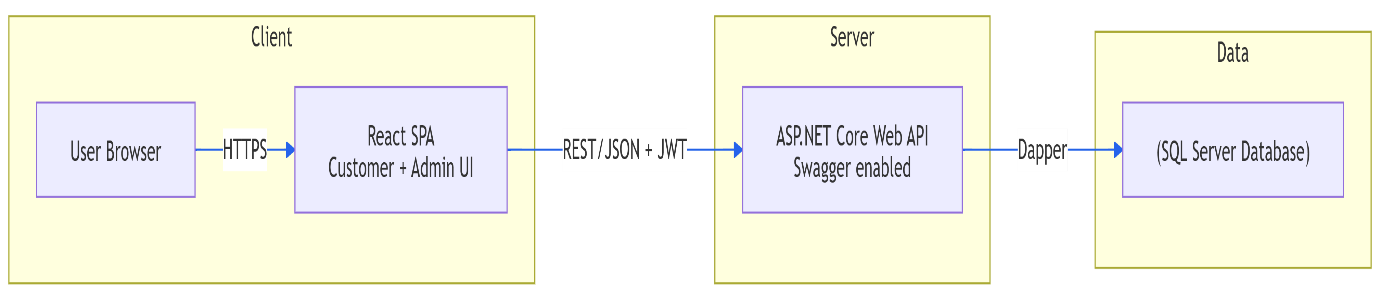 Client
User Browser
HTTPS
React SPA
Customer + Admin UI
REST/JSON + JWT
Server
ASP.NET Core Web API
Swagger enabled
Dapper
Data
(SQL Server Database)